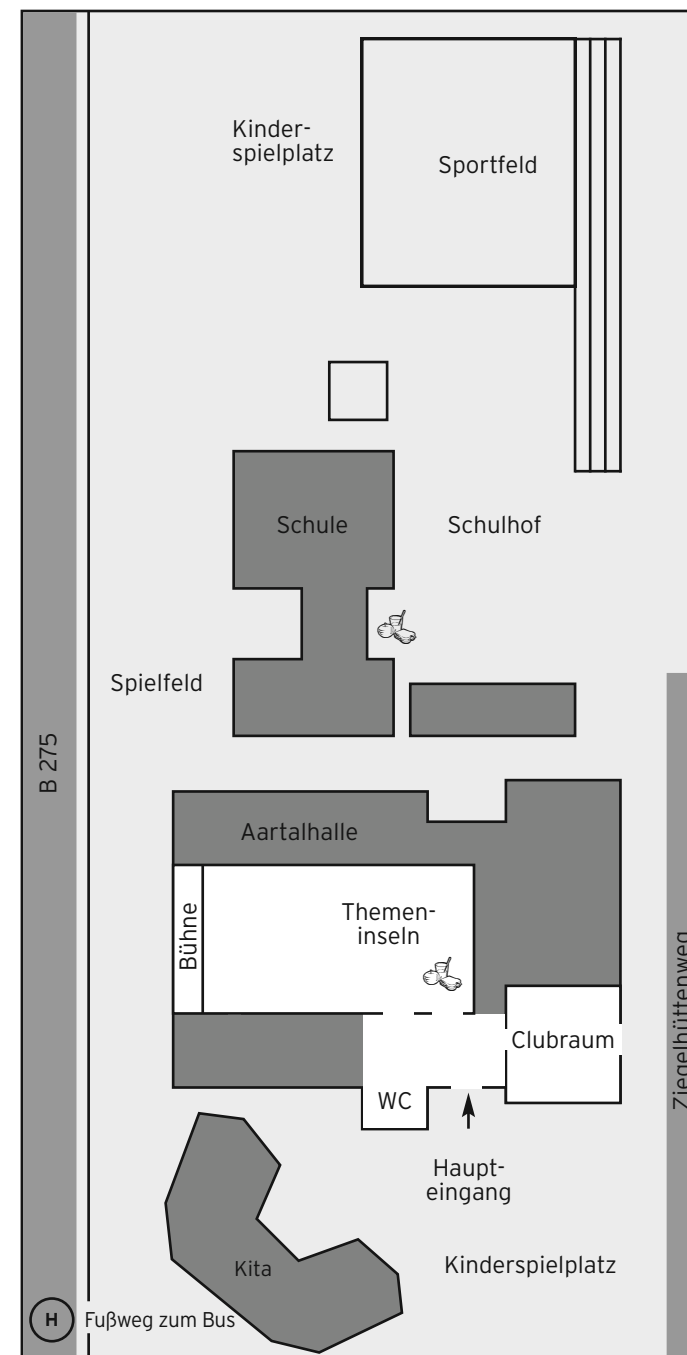 Kinder-
spielplatz
Sportfeld
Schule
Schulhof
Spielfeld
B 275
Aartalhalle
Bühne
Themen-
inseln
Ziegelhüttenweg
Clubraum
WC
Haupt-
eingang
Kita
Kinderspielplatz
H
Fußweg zum Bus